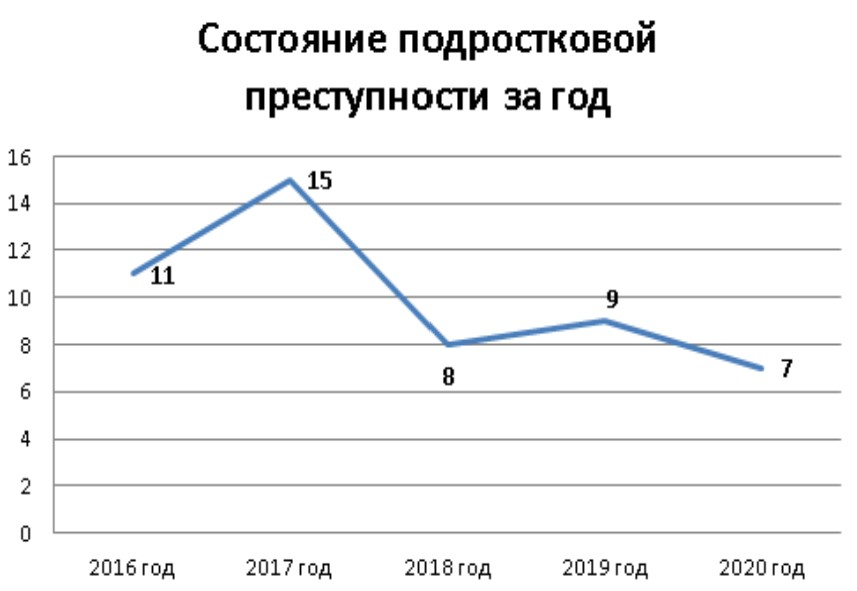 Состояние подростковой
преступности за год
16
14
12
10
8
6
4
2
0
11
15
8
9
7
2016 год
2017 год
2018 год
2019 год
2020 год